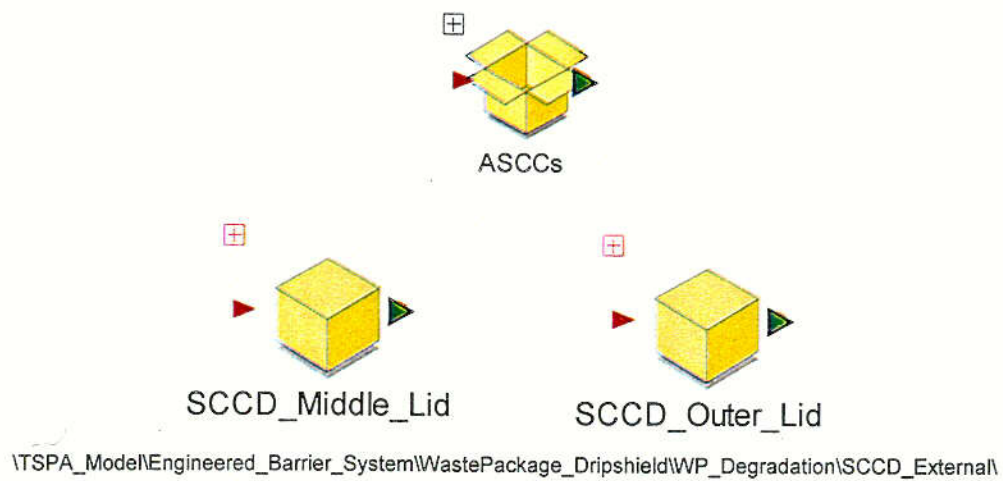 ASCCs
SCCD_Middle_Lid
SCCD_Outer_Lid
\TSPA_Model\Engineered_Barrier_System\WastePackage_Dripshield\WP_Degradation\SCCD_External\